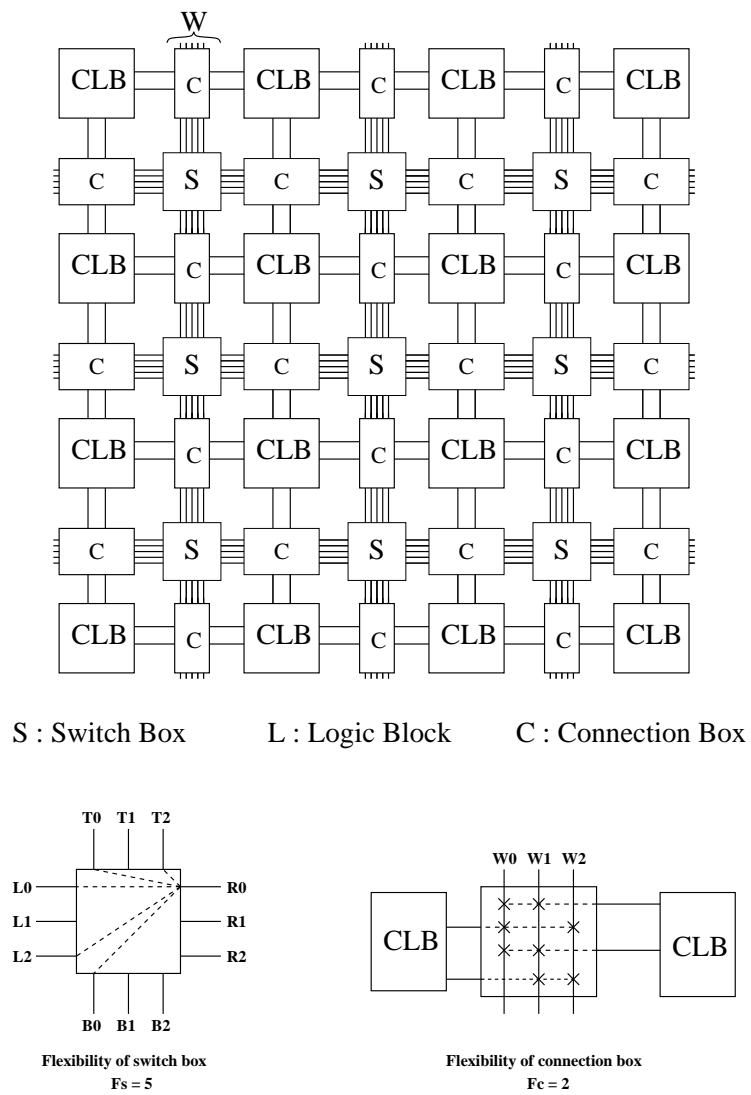 W
CLB C CLB C CLB C CLB
C S C S C S C
CLB C CLB C CLB C CLB
C S C S C S C
CLB C CLB C CLB C CLB
C S C S C S C
CLB C CLB C CLB C CLB
S : Switch Box L : Logic Block C : Connection Box
T0 T1 T2
L0 R0
L1 R1
L2 R2
B0 B1 B2
Flexibility of switch box
Fs = 5
W0 W1 W2
CLB CLB
Flexibility of connection box
Fc = 2